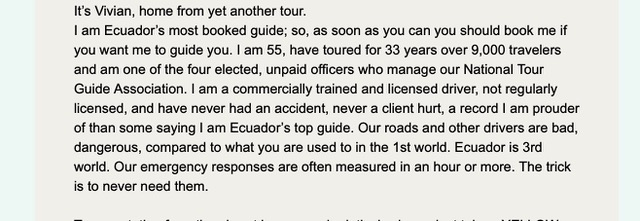 It's Vivian, home from yet another tour.
I am Ecuador's most booked guide; so, as soon as you can you should book me if
you want me to guide you. I am 55, have toured for 33 years over 9,000 travelers
and am one of the four elected, unpaid officers who manage our National Tour
Guide Association. I am a commercially trained and licensed driver, not regularly
licensed, and have never had an accident, never a client hurt, a record I am prouder
of than some saying I am Ecuador's top guide. Our roads and other drivers are bad,
dangerous, compared to what you are used to in the 1st world. Ecuador is 3rd
world. Our emergency responses are often measured in an hour or more. The trick
is to never need them.